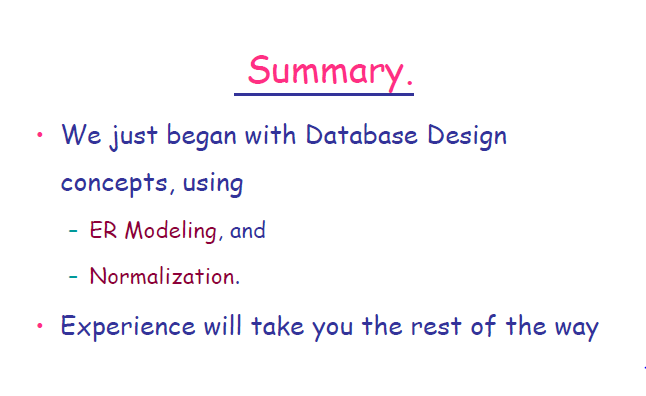 Summary.
• We just began with Database Design
concepts, using
– ER Modeling, and
– Normalization.
• Experience will take you the rest of the way